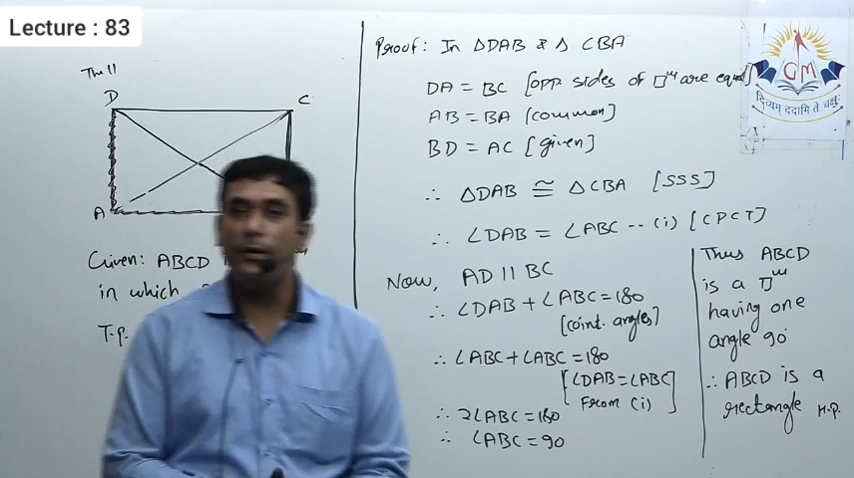 Lecture : 83
Th 11
D
C
A
Given: ABCD
in which
T.p.
Proof: In ΔDAB & Δ CBA
DA = BC [opp. sides of ▱ᵐ are equal]
AB = BA [common]
BD = AC [given]
∴ ΔDAB ≅ ΔCBA [SSS]
∴ ∠DAB = ∠ABC -- (i) [CPCT]
Now, AD || BC
∴ ∠DAB + ∠ABC = 180
[coint. angles]
∴ ∠ABC + ∠ABC = 180
[∠DAB = ∠ABC
From (i)]
∴ 2∠ABC = 180
∴ ∠ABC = 90
Thus ABCD
is a ▱ᵐ
having one
angle 90°
∴ ABCD is a
rectangle H.P.
GM
दिव्यम् ददामि ते चक्षुः